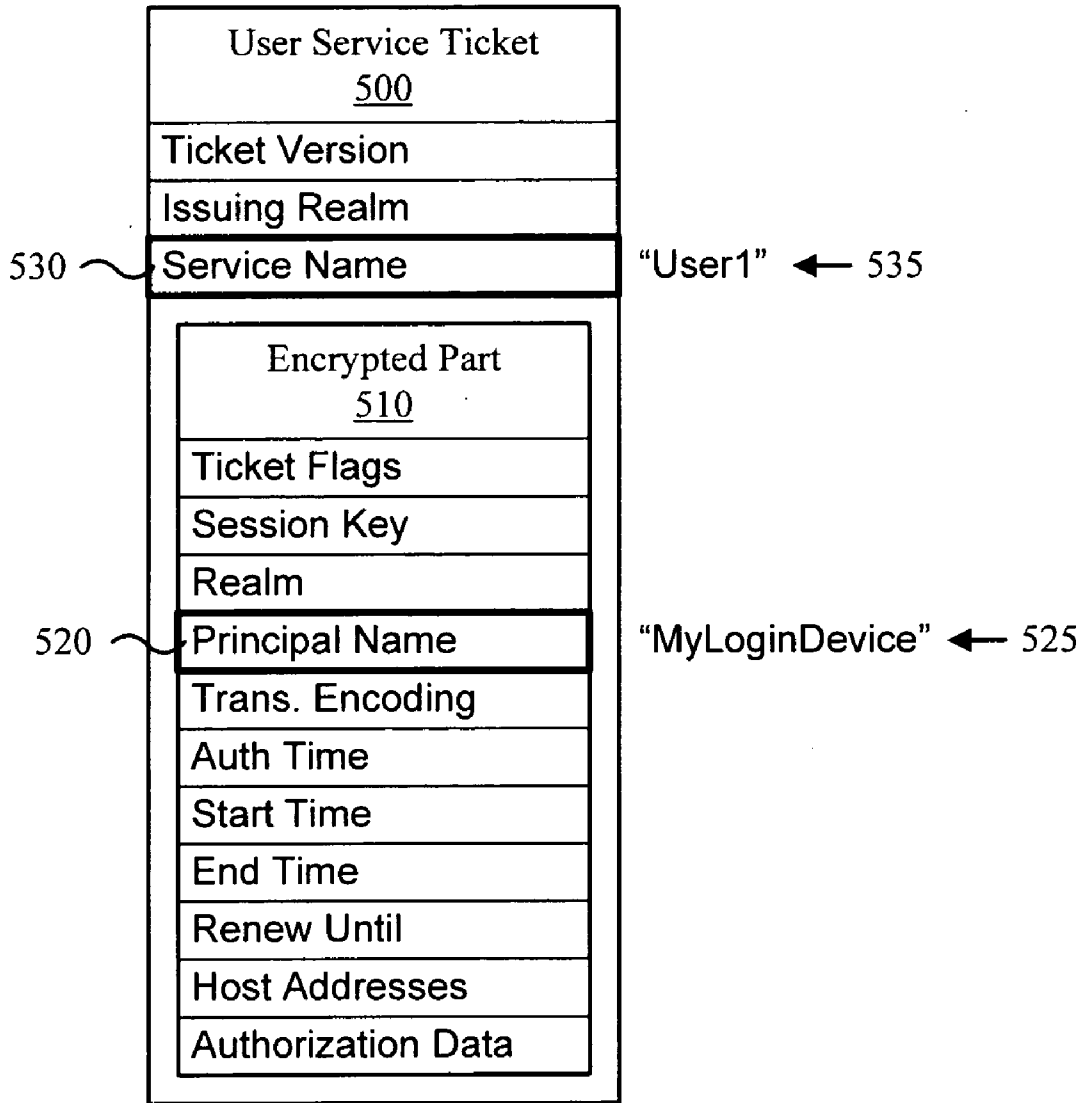 User Service Ticket
500
Ticket Version
Issuing Realm
530 Service Name "User1" 535
Encrypted Part
510
Ticket Flags
Session Key
Realm
520 Principal Name "MyLoginDevice" 525
Trans. Encoding
Auth Time
Start Time
End Time
Renew Until
Host Addresses
Authorization Data